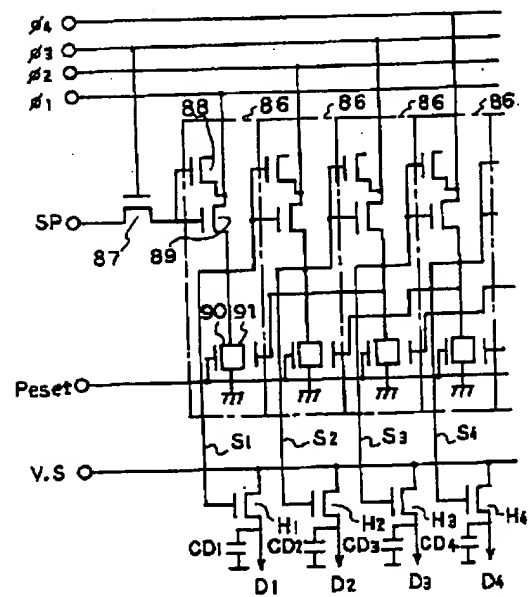 ø4
ø3
ø2
ø1
88 86 86 86 86
SP
87 89
90 91
Peset
S1 S2 S3 S4
V.S
H1 H2 H3 H4
CD1 CD2 CD3 CD4
D1 D2 D3 D4